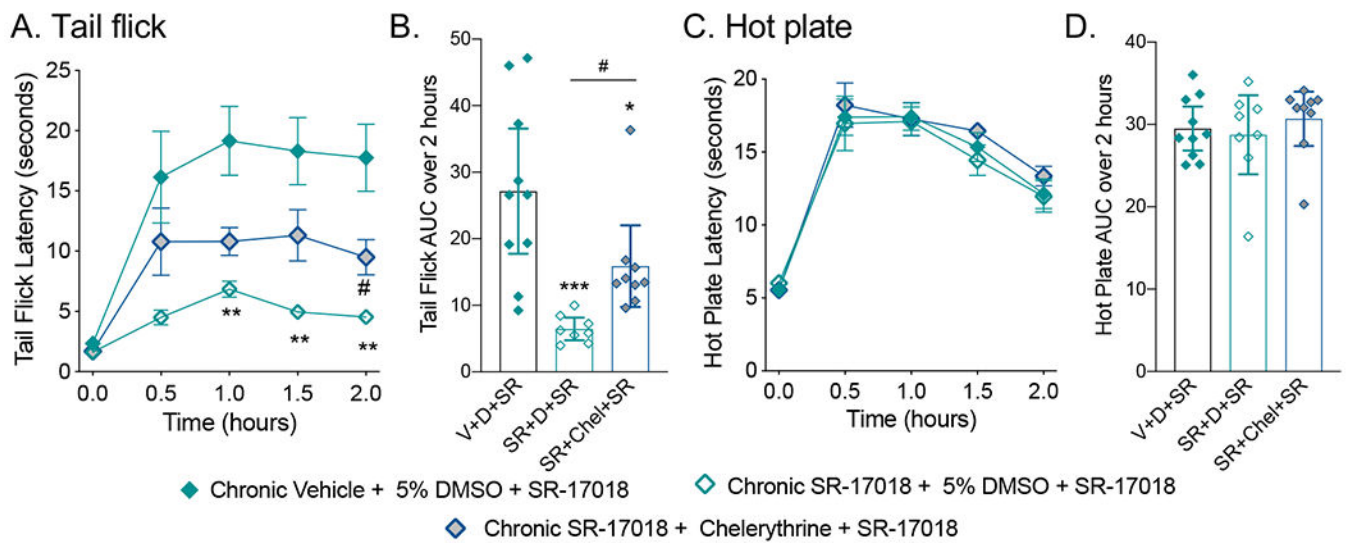 A. Tail flick
Tail Flick Latency (seconds)
25
20
15
10
5
0
#
**
**
**
0.0 0.5 1.0 1.5 2.0
Time (hours)
B.
Tail Flick AUC over 2 hours
50
40
30
20
10
0
#
*
***
V+D+SR
SR+D+SR
SR+Chel+SR
C. Hot plate
Hot Plate Latency (seconds)
20
15
10
5
0
0.0 0.5 1.0 1.5 2.0
Time (hours)
D.
Hot Plate AUC over 2 hours
40
30
20
10
0
V+D+SR
SR+D+SR
SR+Chel+SR
Chronic Vehicle + 5% DMSO + SR-17018
Chronic SR-17018 + 5% DMSO + SR-17018
Chronic SR-17018 + Chelerythrine + SR-17018